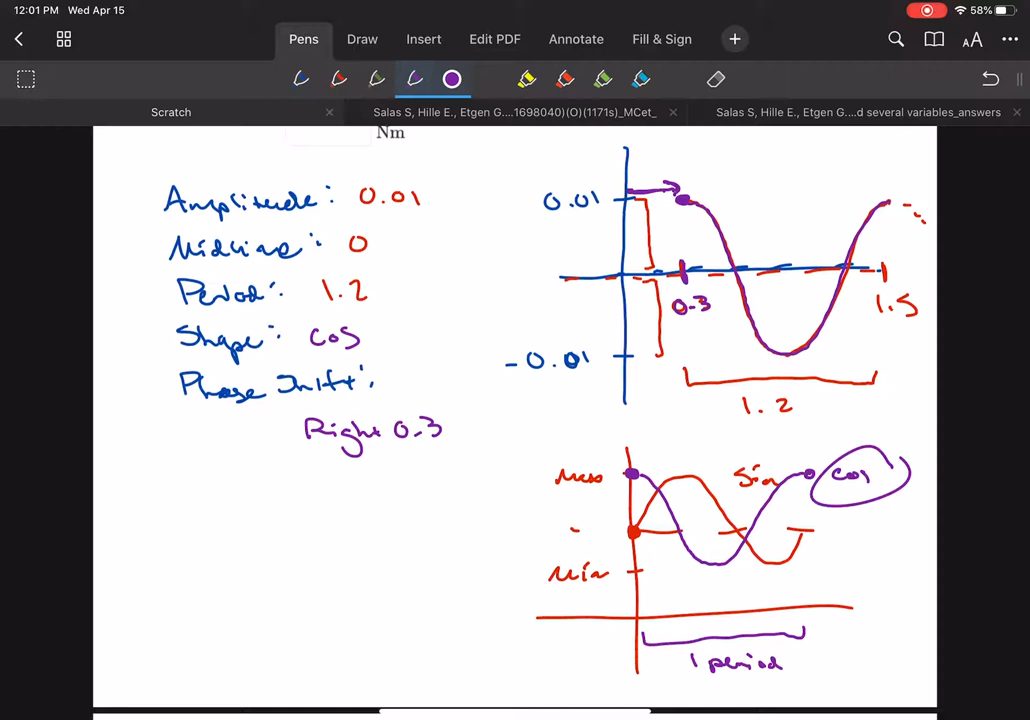 12:01 PM Wed Apr 15
58%
Pens Draw Insert Edit PDF Annotate Fill & Sign
Scratch
Salas S, Hille E., Etgen G....1698040)(O)(1171s)_MCet_
Salas S, Hille E., Etgen G....d several variables_answers
Nm
Amplitude: 0.01
Midline: 0
Period: 1.2
Shape: cos
Phase Shift:
Right 0.3
0.01
0.3
1.5
-0.01
1.2
Max
Sin
cos
-
Min
1 period